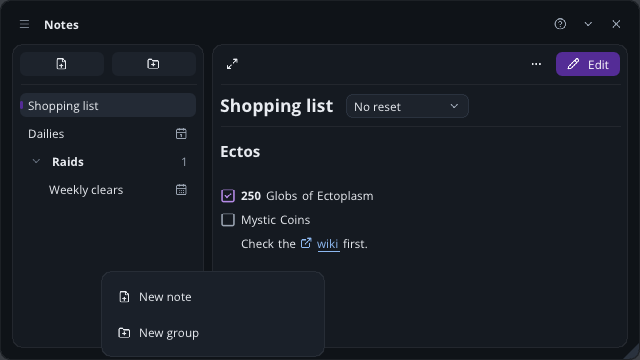 Notes
Edit
Shopping list
Dailies
Raids 1
Weekly clears
Shopping list No reset
Ectos
250 Globs of Ectoplasm
Mystic Coins
Check the wiki first.
New note
New group